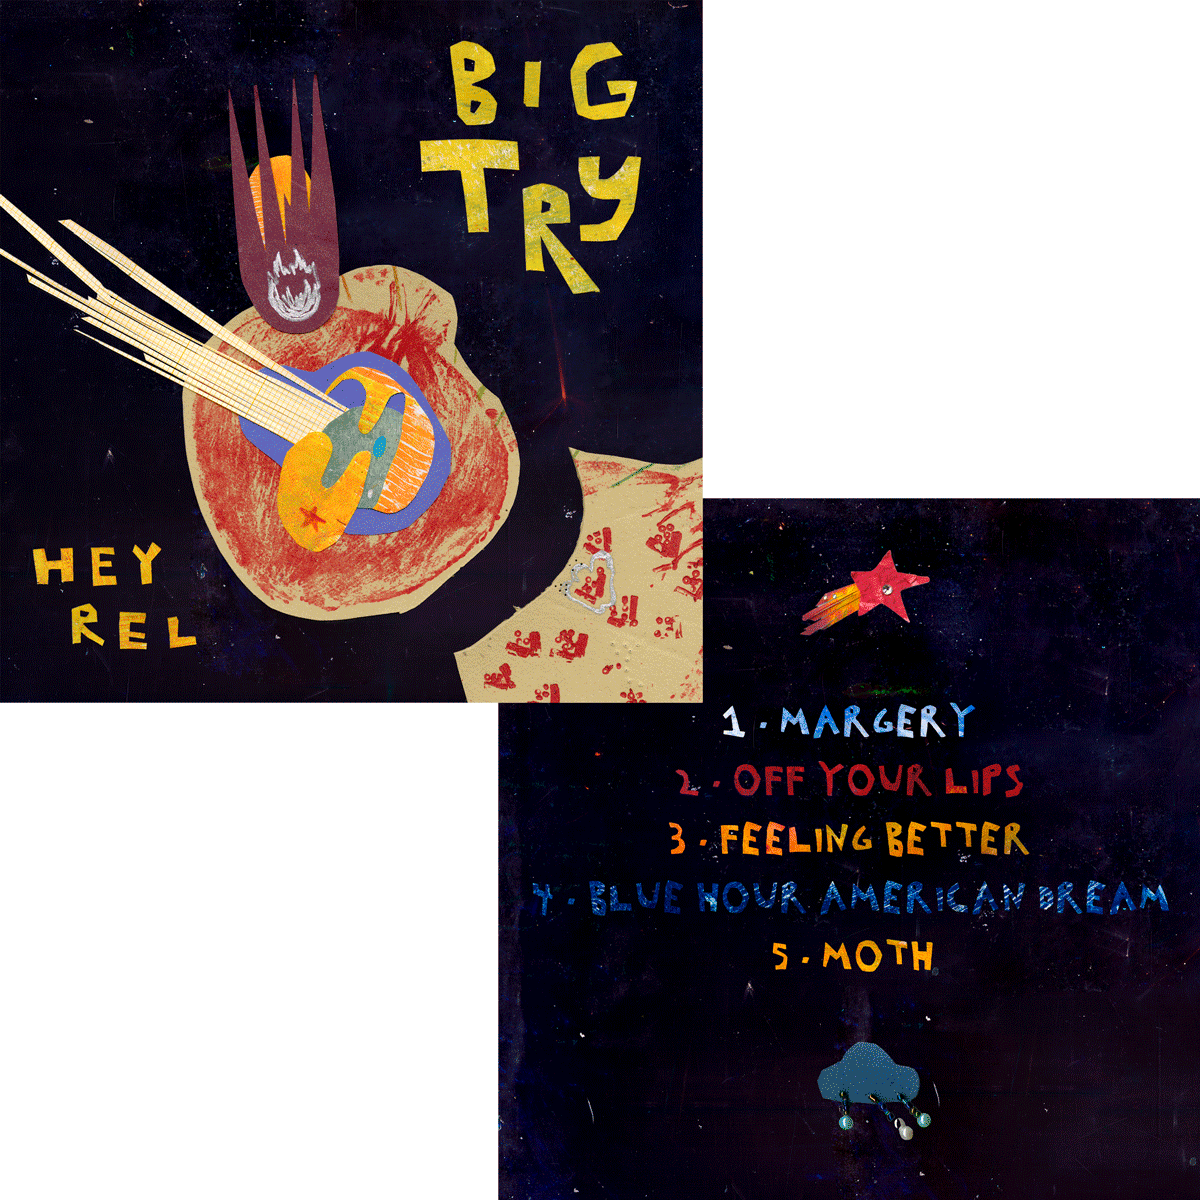 BIG
TRY
HEY
REL
1. MARGERY
2. OFF YOUR LIPS
3. FEELING BETTER
4. BLUE HOUR AMERICAN DREAM
5. MOTH